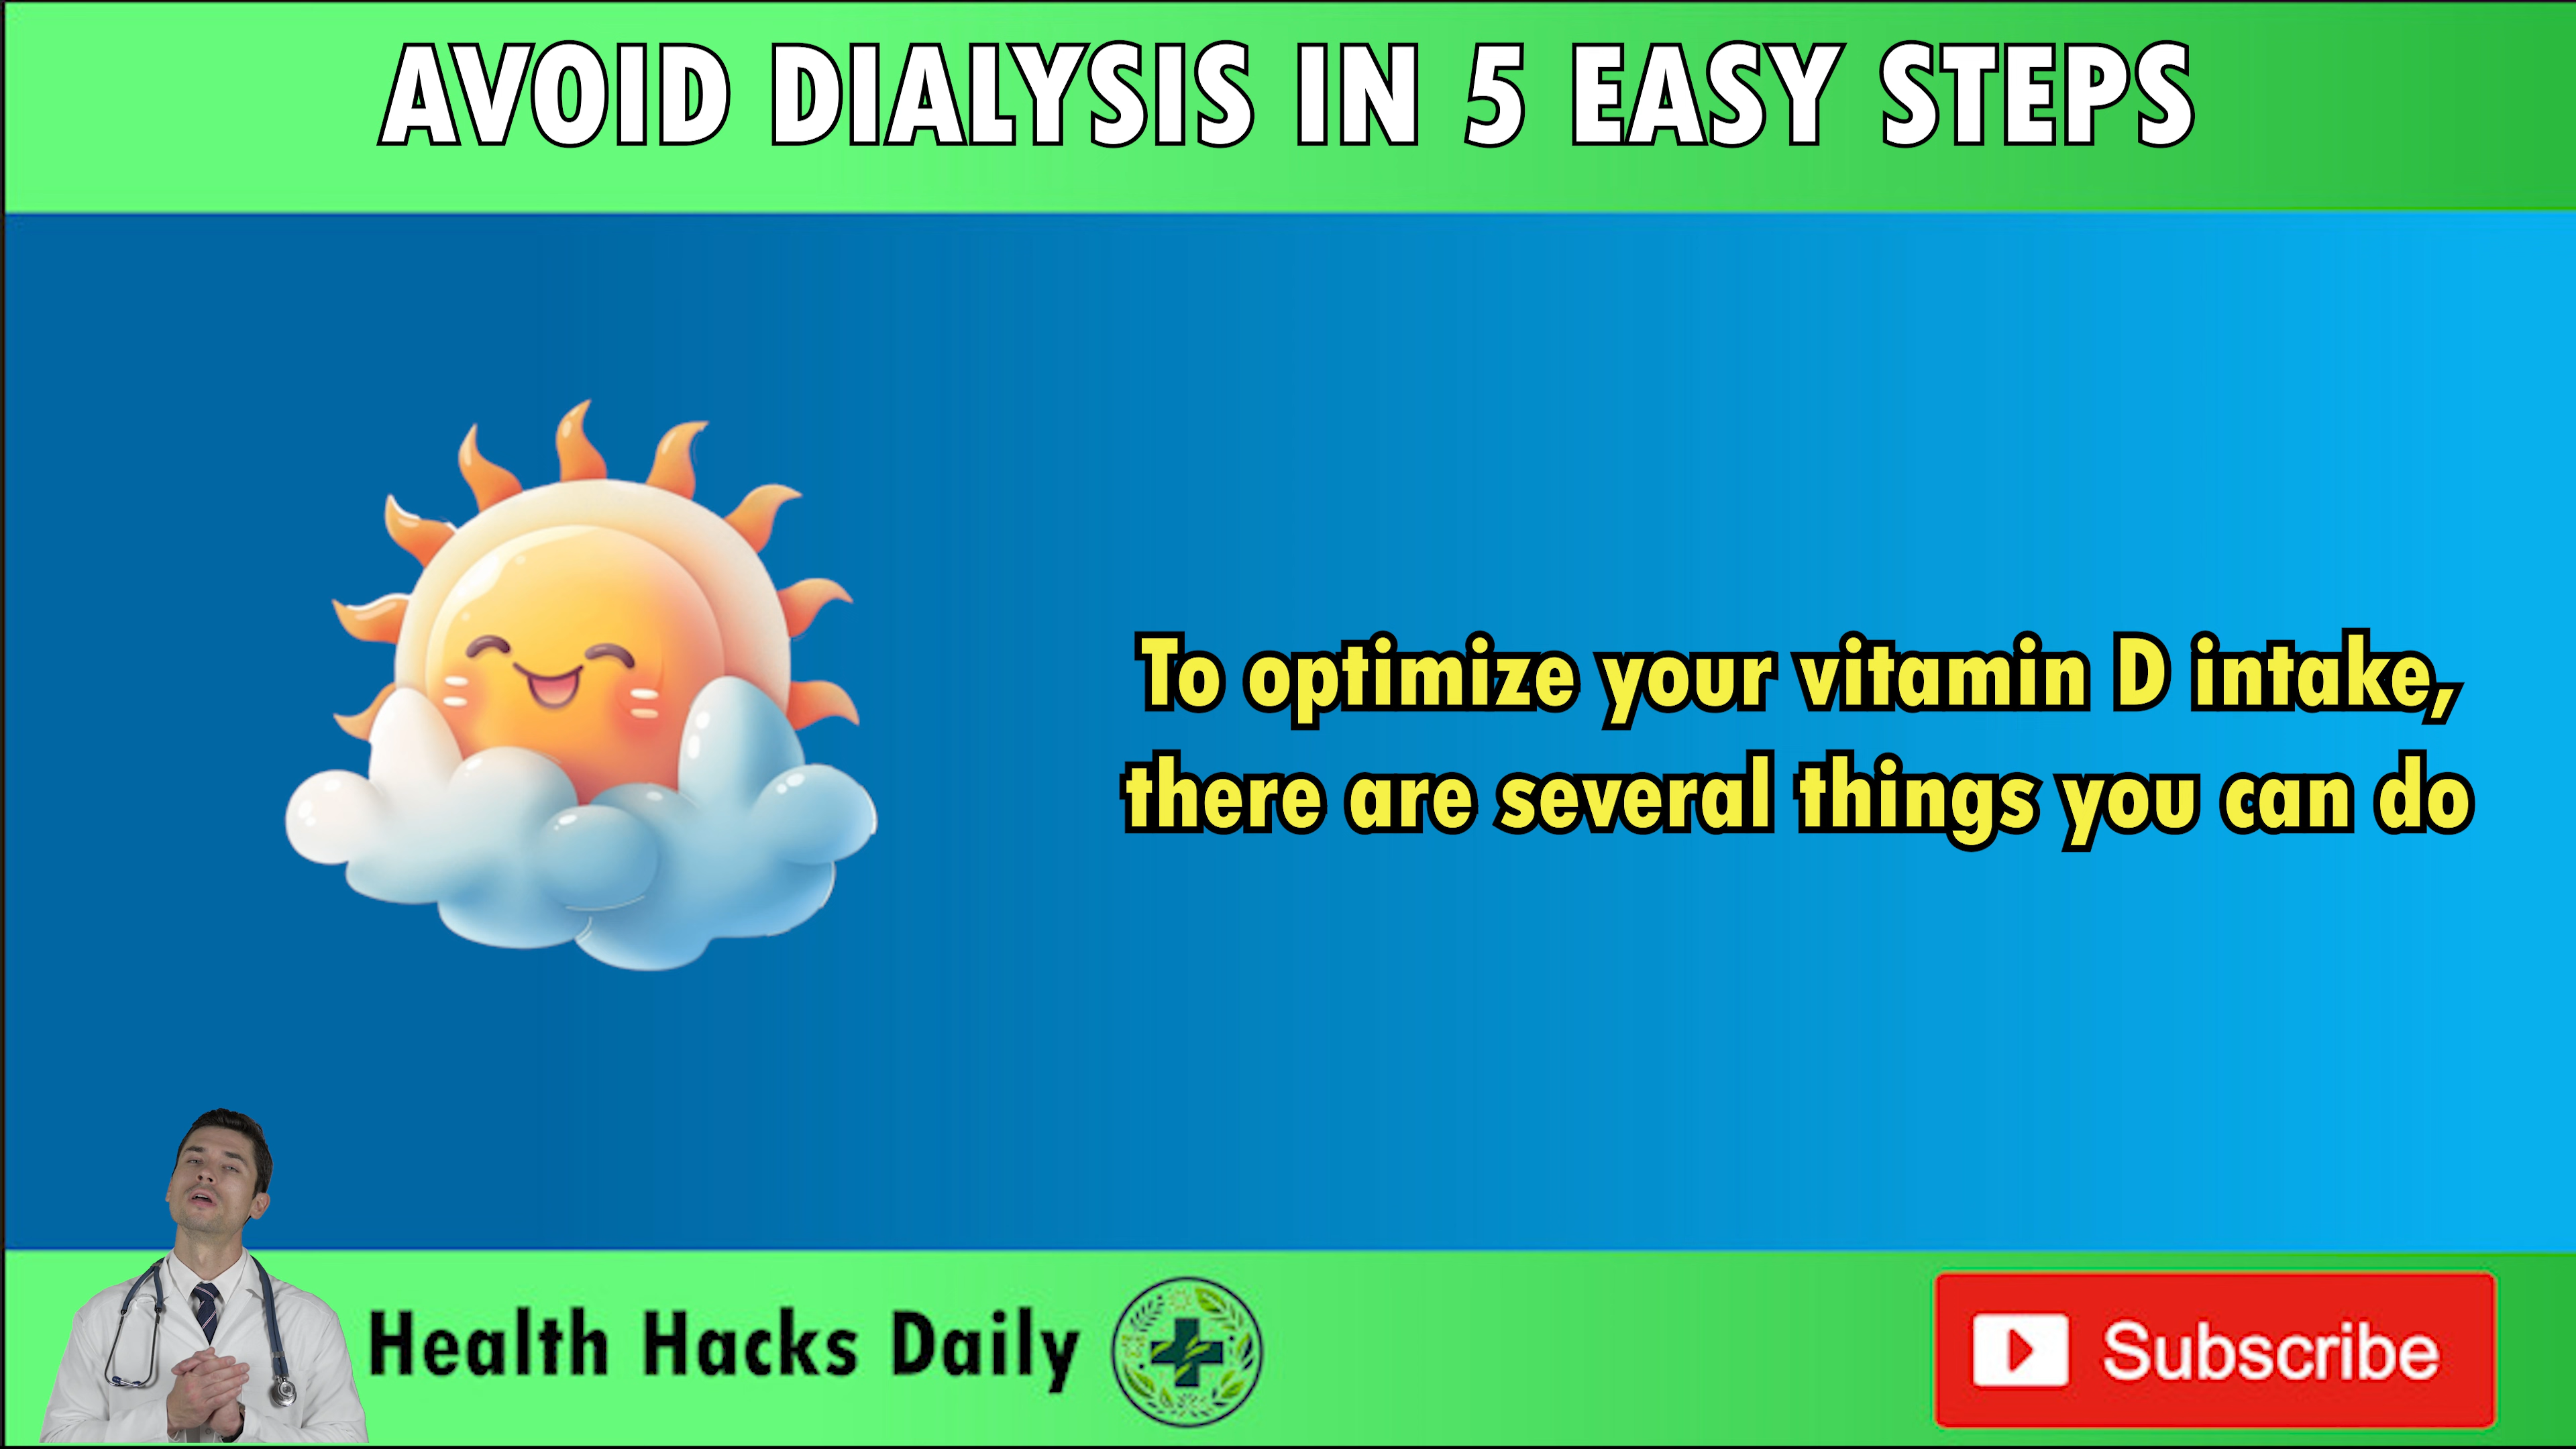 AVOID DIALYSIS IN 5 EASY STEPS
To optimize your vitamin D intake,
there are several things you can do
Health Hacks Daily
Subscribe